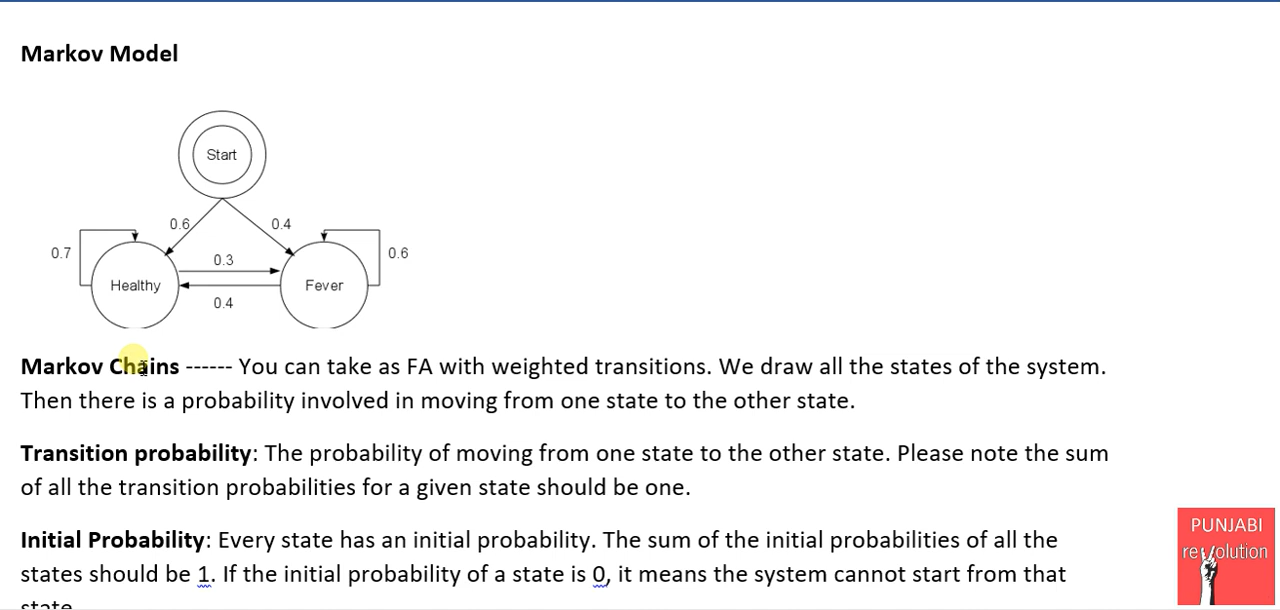 Markov Model
Start
0.6
0.4
0.7
0.3
0.6
Healthy
Fever
0.4
Markov Chains ------ You can take as FA with weighted transitions. We draw all the states of the system.
Then there is a probability involved in moving from one state to the other state.
Transition probability: The probability of moving from one state to the other state. Please note the sum
of all the transition probabilities for a given state should be one.
Initial Probability: Every state has an initial probability. The sum of the initial probabilities of all the
states should be 1. If the initial probability of a state is 0, it means the system cannot start from that
state
PUNJABI
revolution